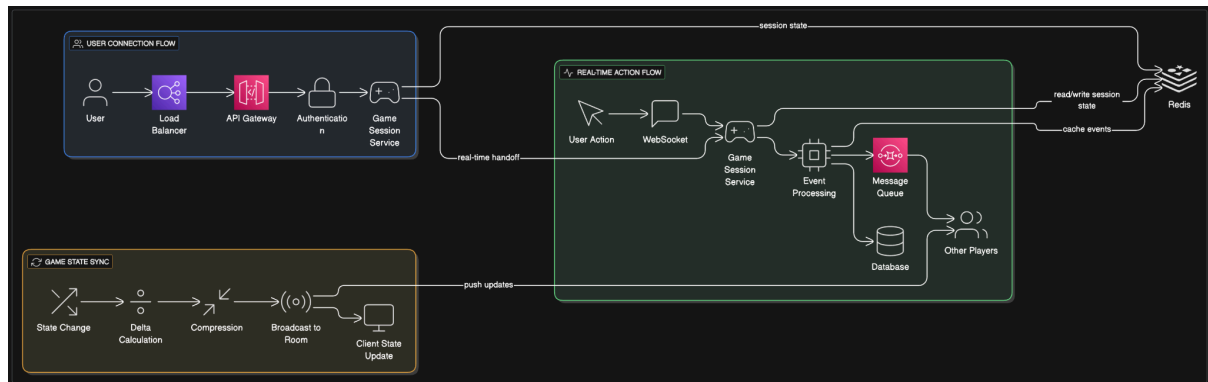 session state
USER CONNECTION FLOW
User
Load
Balancer
API Gateway
Authenticatio
n
Game
Session
Service
real-time handoff
REAL-TIME ACTION FLOW
User Action
WebSocket
Game
Session
Service
Event
Processing
Message
Queue
Database
Other Players
read/write session
state
cache events
Redis
GAME STATE SYNC
State Change
Delta
Calculation
Compression
Broadcast to
Room
Client State
Update
push updates